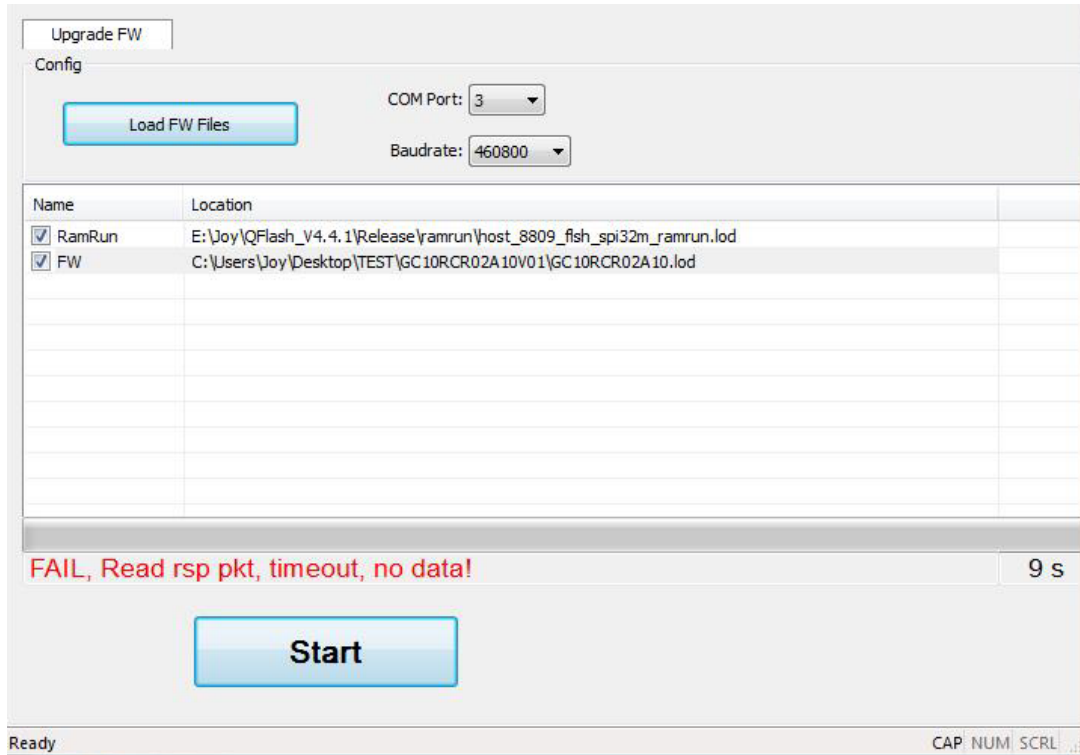 Upgrade FW
Config
Load FW Files
COM Port: 3
Baudrate: 460800
Name Location
RamRun E:\Joy\QFlash_V4.4.1\Release\ramrun\host_8809_flsh_spi32m_ramrun.lod
FW C:\Users\Joy\Desktop\TEST\GC10RCR02A10V01\GC10RCR02A10.lod
FAIL, Read rsp pkt, timeout, no data! 9 s
Start
Ready CAP NUM SCRL